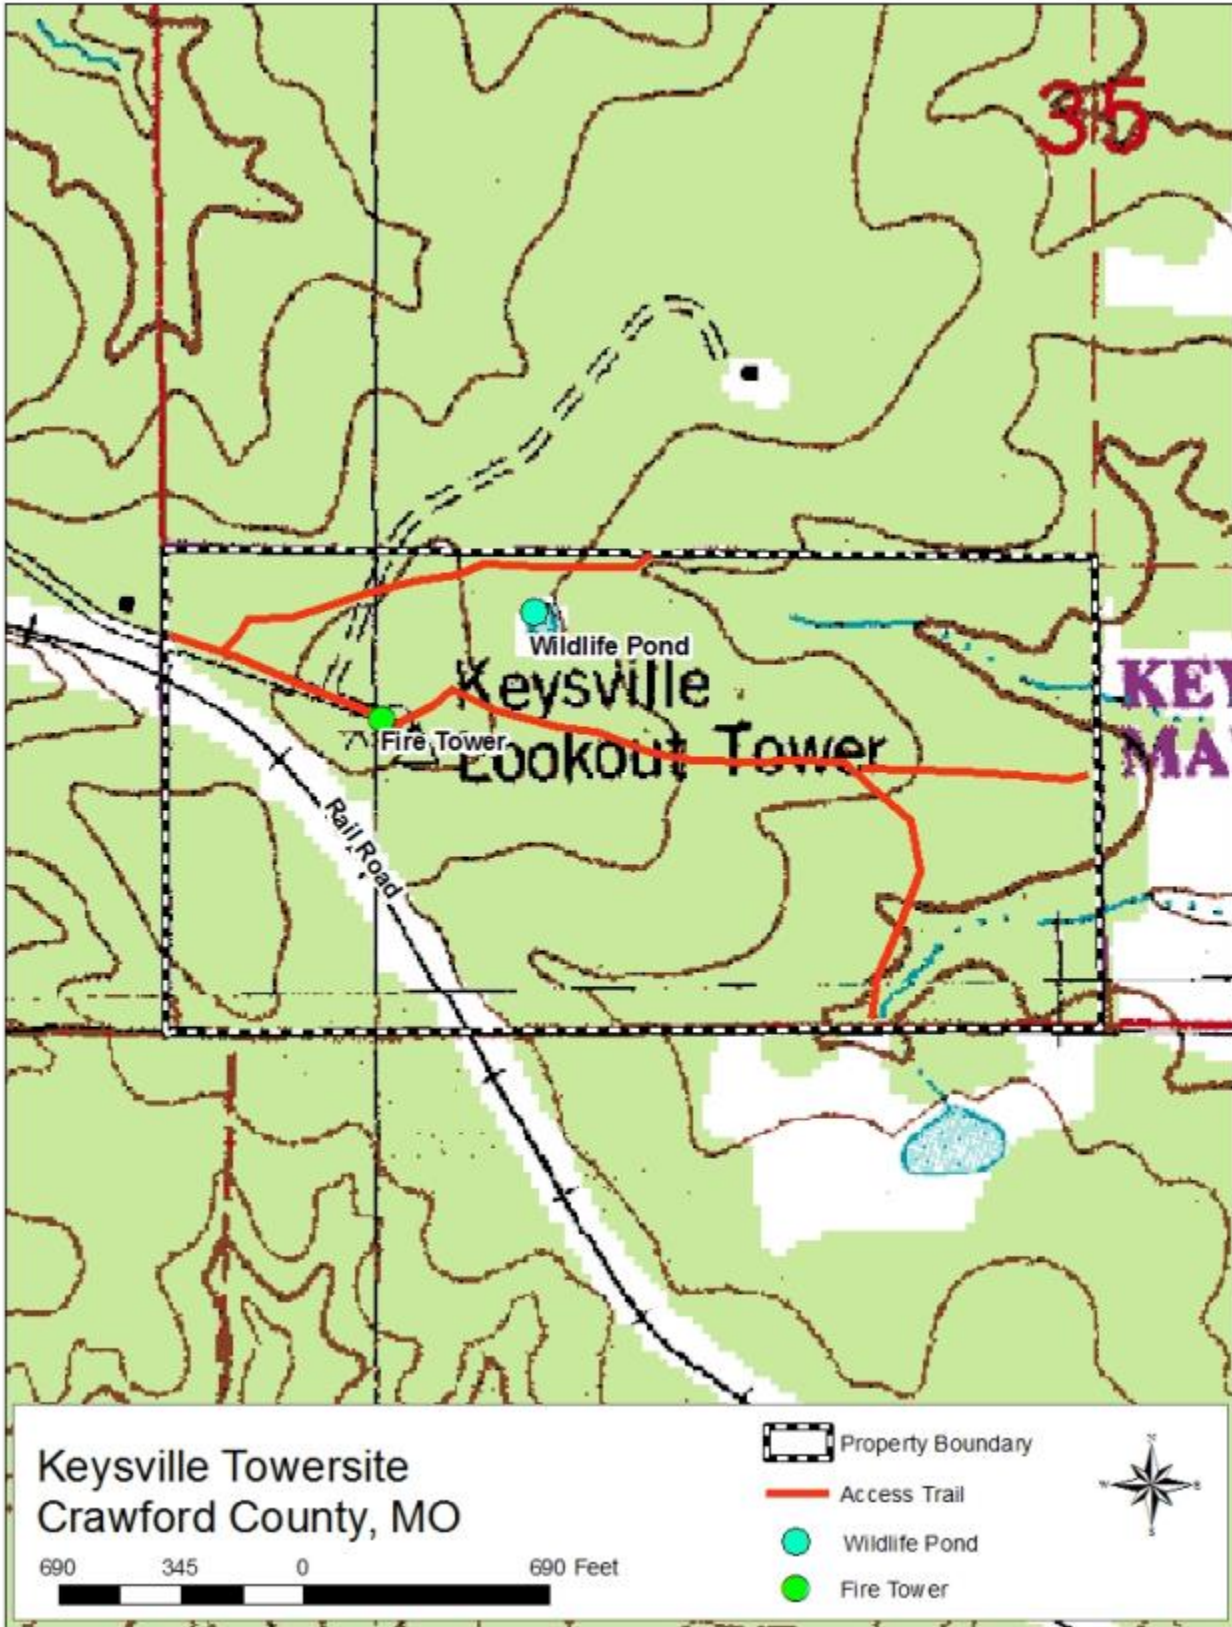 35
Wildlife Pond
Keysville
Lookout Tower
Fire Tower
KEY
MA
Rail Road
Keysville Towersite
Crawford County, MO
690 345 0 690 Feet
Property Boundary
Access Trail
Wildlife Pond
Fire Tower
N
W E
S